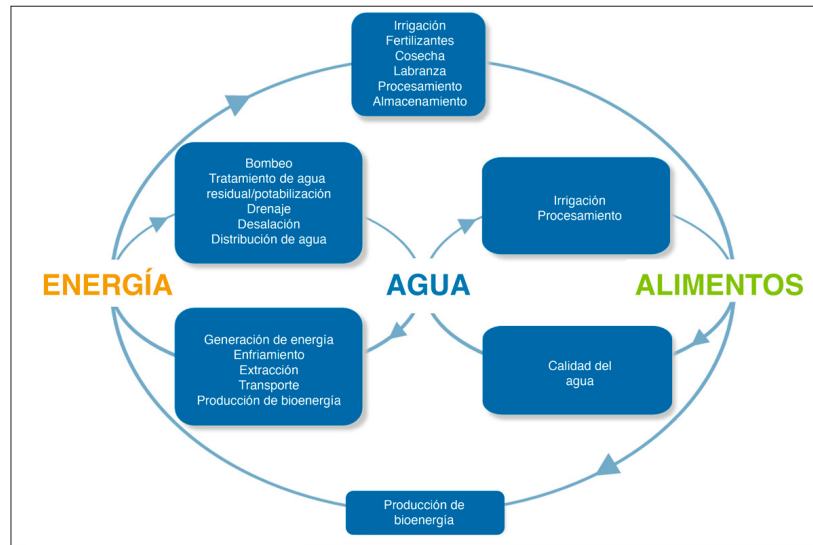 Irrigación
Fertilizantes
Cosecha
Labranza
Procesamiento
Almacenamiento
Bombeo
Tratamiento de agua
residual/potabilización
Drenaje
Desalación
Distribución de agua
Irrigación
Procesamiento
ENERGÍA
AGUA
ALIMENTOS
Generación de energía
Enfriamiento
Extracción
Transporte
Producción de bioenergía
Calidad del
agua
Producción de
bioenergía